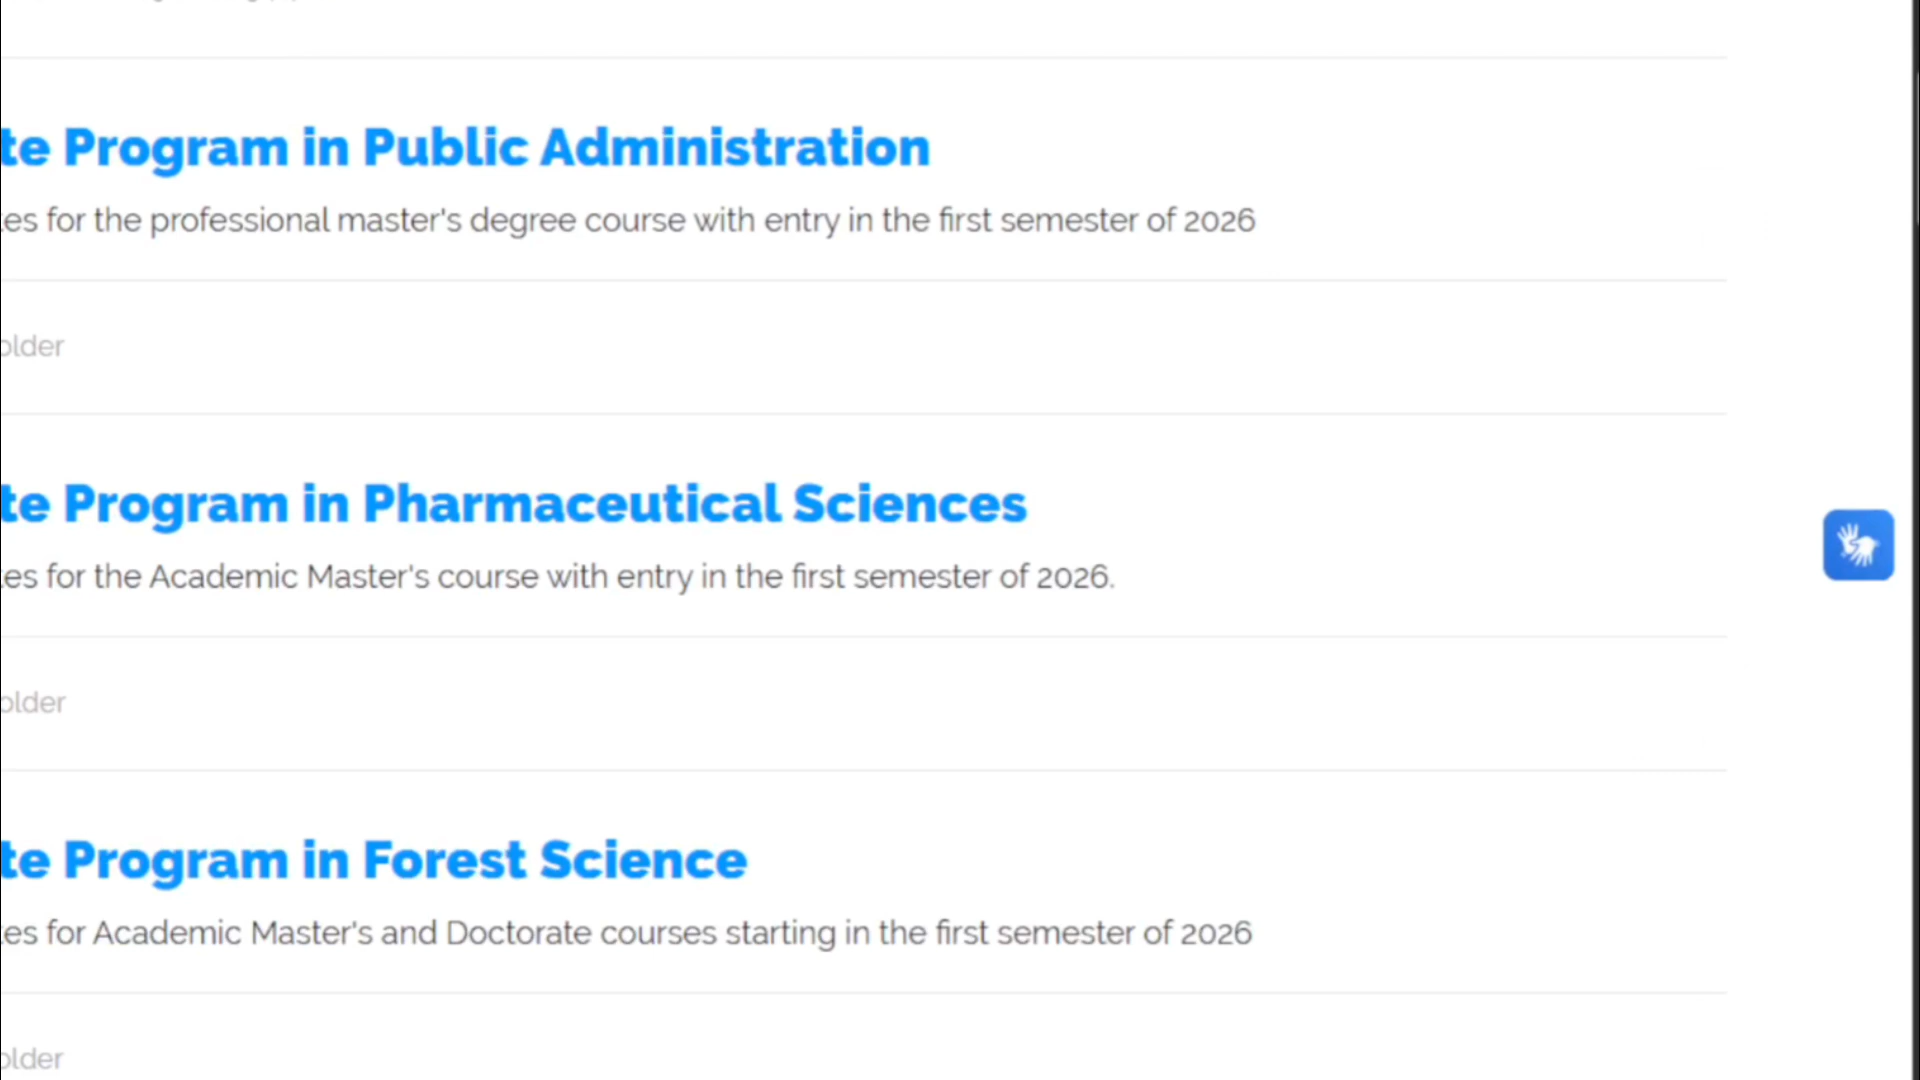 te Program in Public Administration
es for the professional master's degree course with entry in the first semester of 2026
older
te Program in Pharmaceutical Sciences
es for the Academic Master's course with entry in the first semester of 2026.
older
te Program in Forest Science
es for Academic Master's and Doctorate courses starting in the first semester of 2026
older